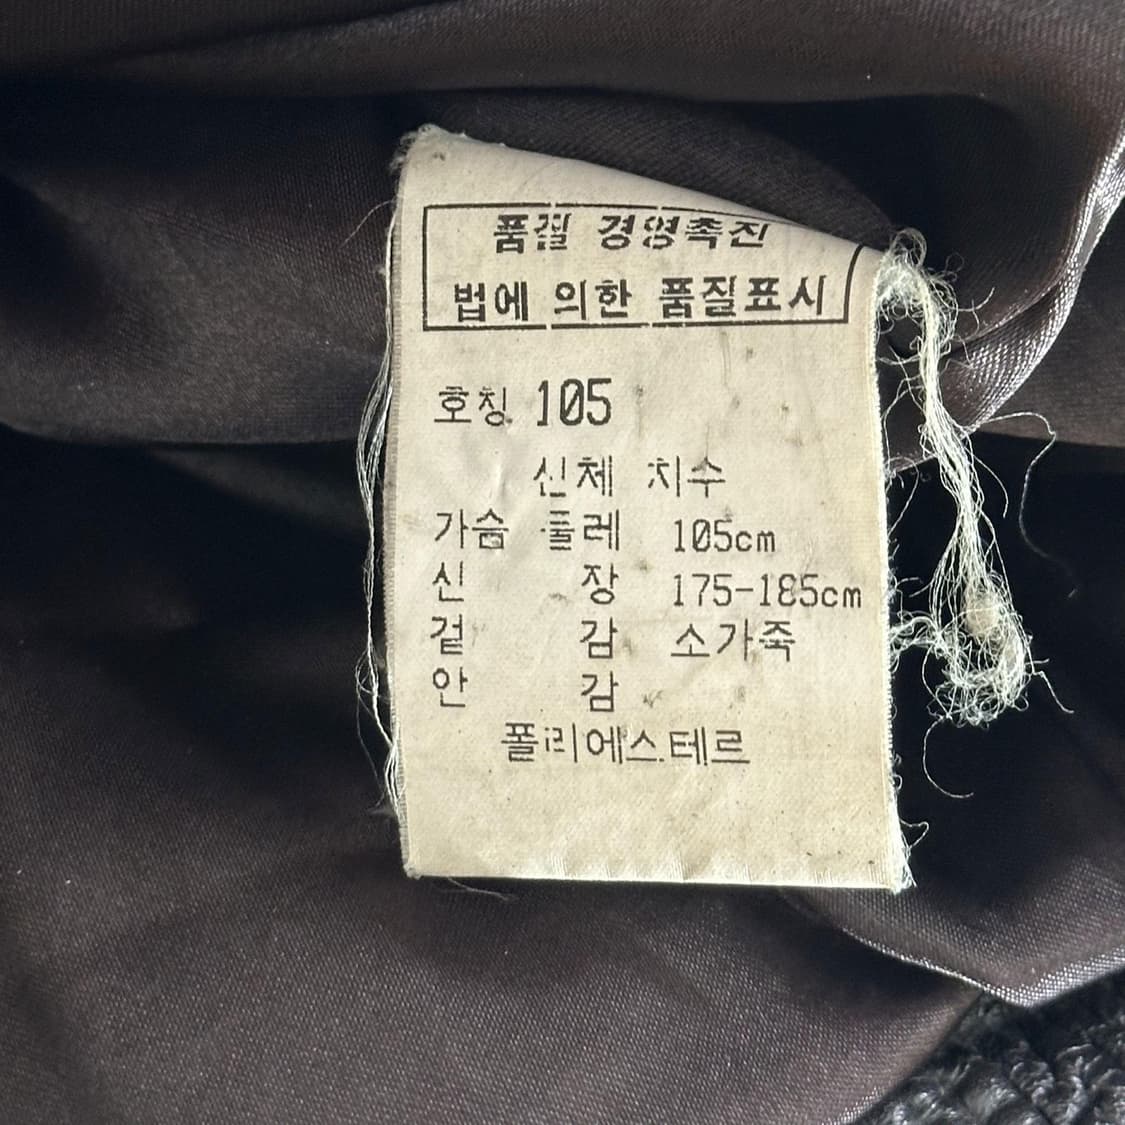 품질 경영촉진
법에 의한 품질표시
호칭 105
신체 치수
가슴 둘레 105cm
신 장 175-185cm
겉 감 소가죽
안 감
폴리에스테르